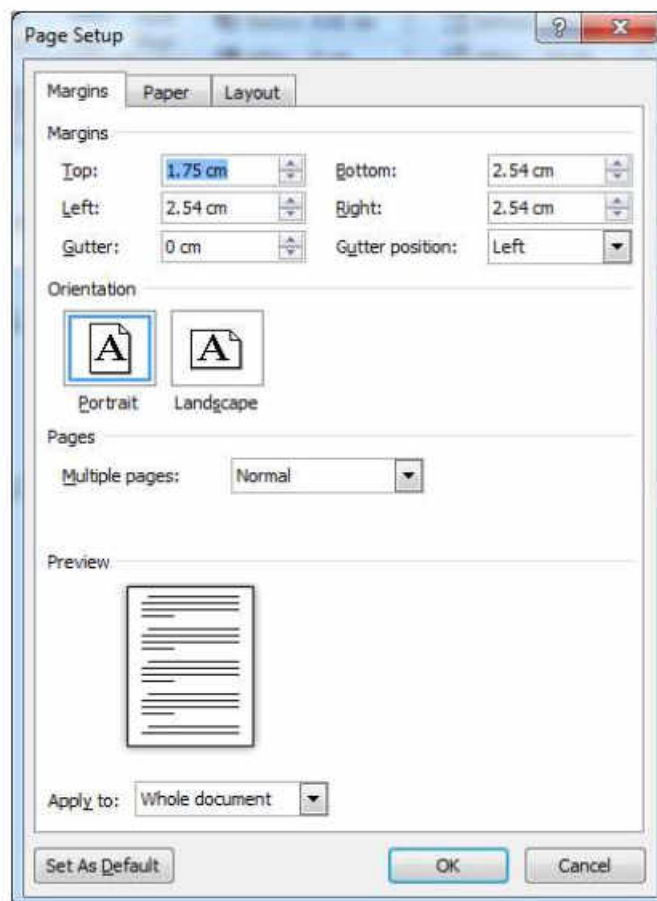 Page Setup
Margins Paper Layout
Margins
Top: 1.75 cm Bottom: 2.54 cm
Left: 2.54 cm Right: 2.54 cm
Gutter: 0 cm Gutter position: Left
Orientation
A A
Portrait Landscape
Pages
Multiple pages: Normal
Preview
Apply to: Whole document
Set As Default OK Cancel